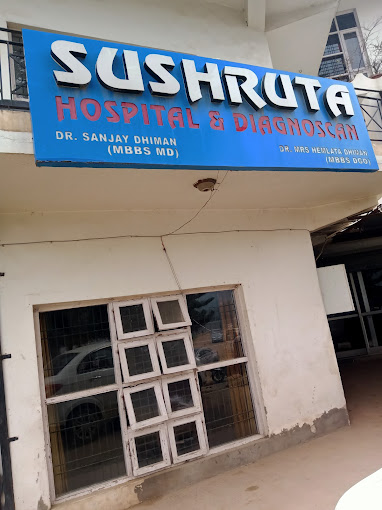 SUSHRUTA
HOSPITAL & DIAGNOSCAN
DR. SANJAY DHIMAN
(MBBS MD)
DR. MRS HEMLATA DHIMAN
(MBBS DGO)